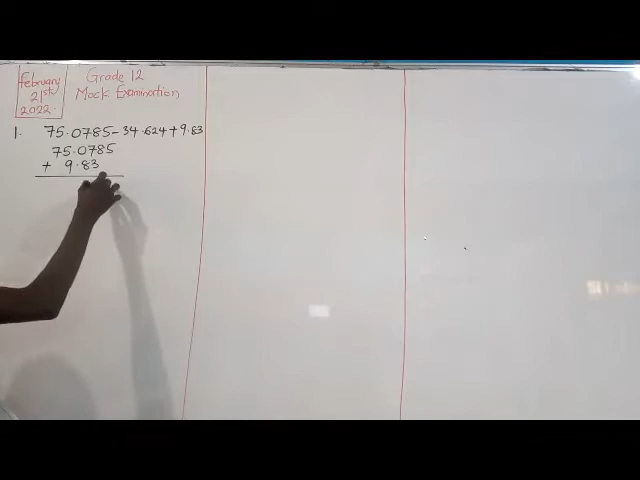 February
21st
2022.
Grade 12
Mock Examination
1. 75.0785-34.624+9.83
75.0785
+ 9.83